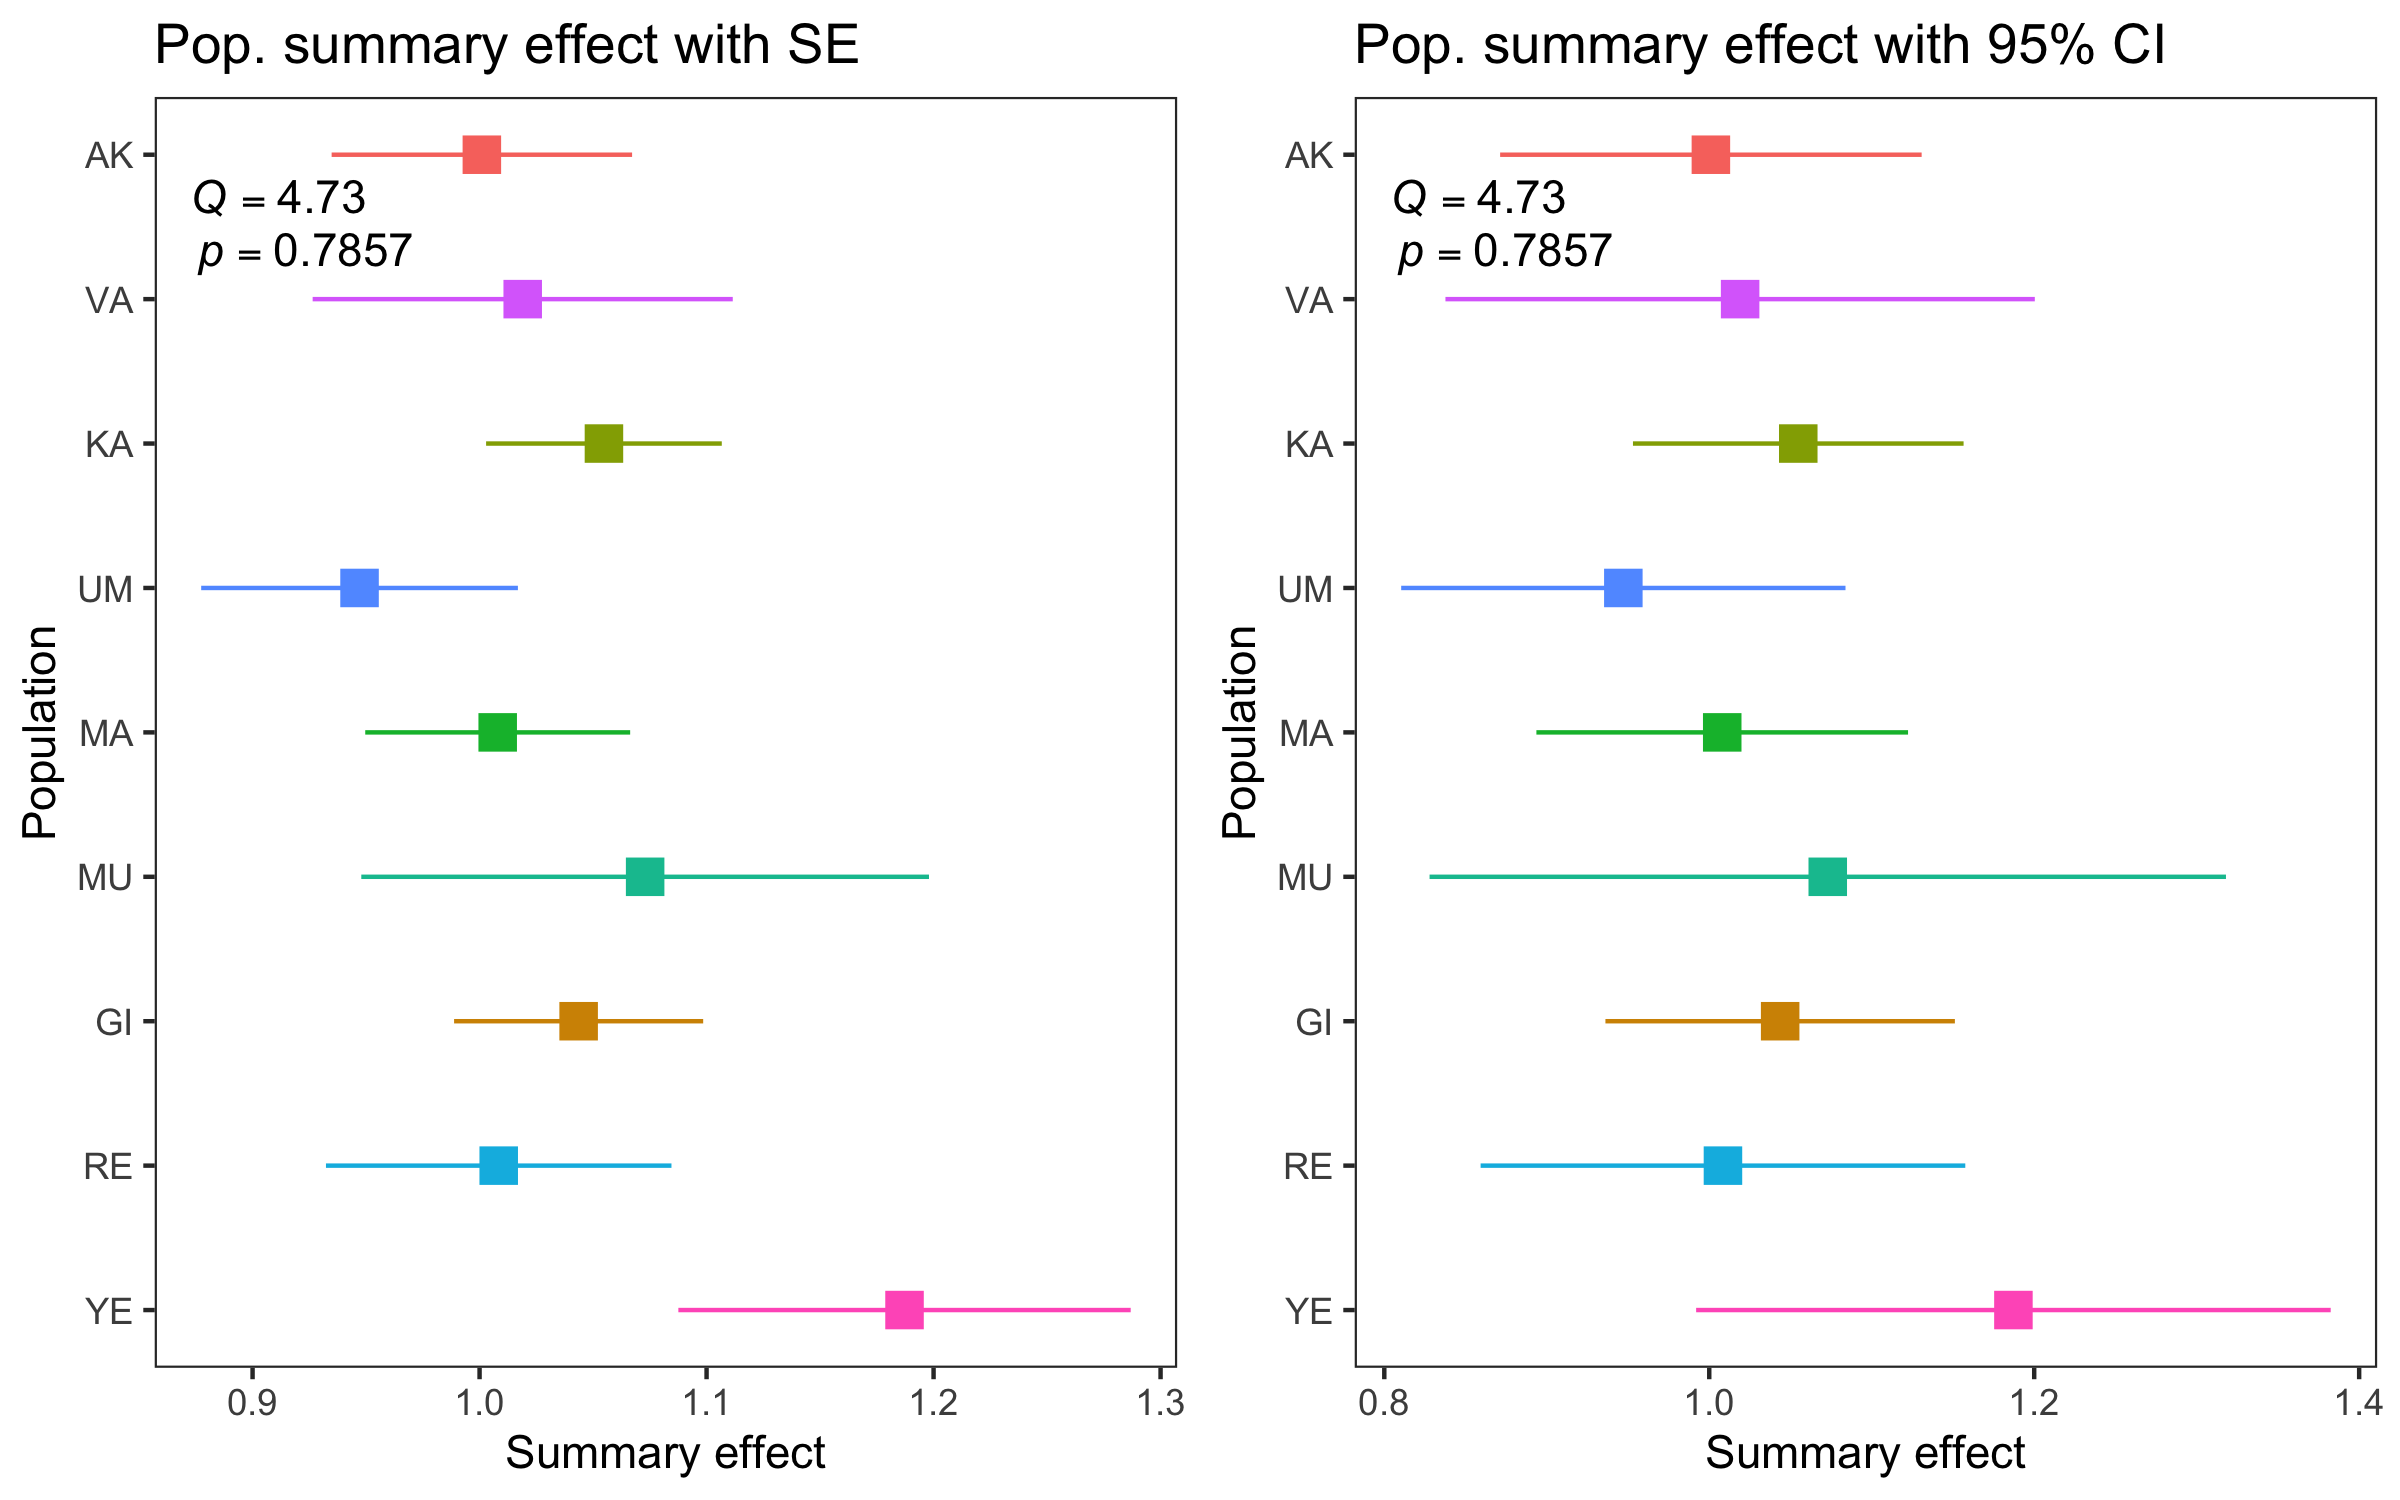 Pop. summary effect with SE
Q = 4.73
p = 0.7857
AK
VA
KA
UM
MA
MU
GI
RE
YE
Population
0.9 1.0 1.1 1.2 1.3
Summary effect
Pop. summary effect with 95% CI
Q = 4.73
p = 0.7857
AK
VA
KA
UM
MA
MU
GI
RE
YE
Population
0.8 1.0 1.2 1.4
Summary effect